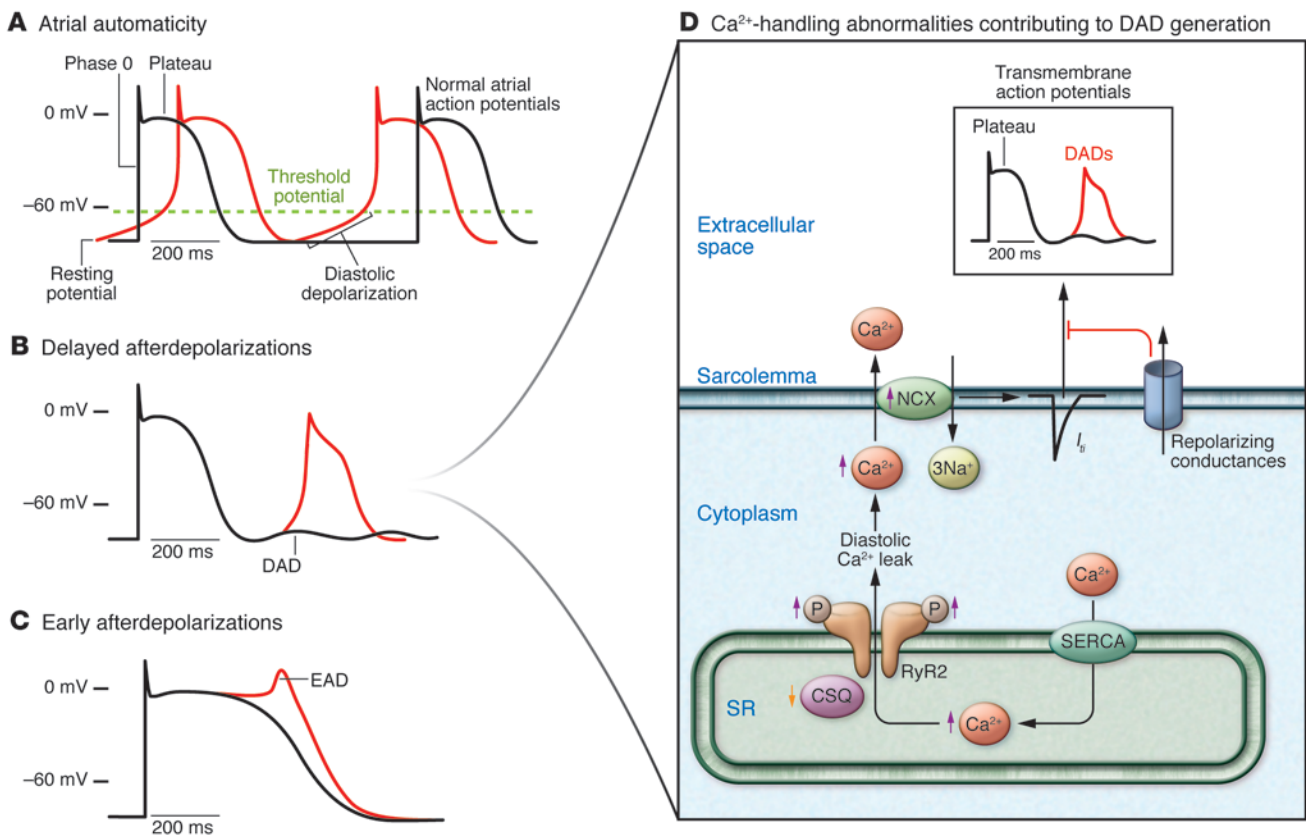 A Atrial automaticity
Phase 0
Plateau
Normal atrial
action potentials
0 mV
Threshold
potential
–60 mV
200 ms
Resting
potential
Diastolic
depolarization
B Delayed afterdepolarizations
0 mV
–60 mV
200 ms
DAD
C Early afterdepolarizations
0 mV
EAD
–60 mV
200 ms
D Ca²⁺-handling abnormalities contributing to DAD generation
Transmembrane
action potentials
Plateau
DADs
200 ms
Extracellular
space
Ca²⁺
Sarcolemma
NCX
Iti
Repolarizing
conductances
Ca²⁺
3Na⁺
Cytoplasm
Diastolic
Ca²⁺ leak
Ca²⁺
P
P
SERCA
RyR2
CSQ
SR
Ca²⁺